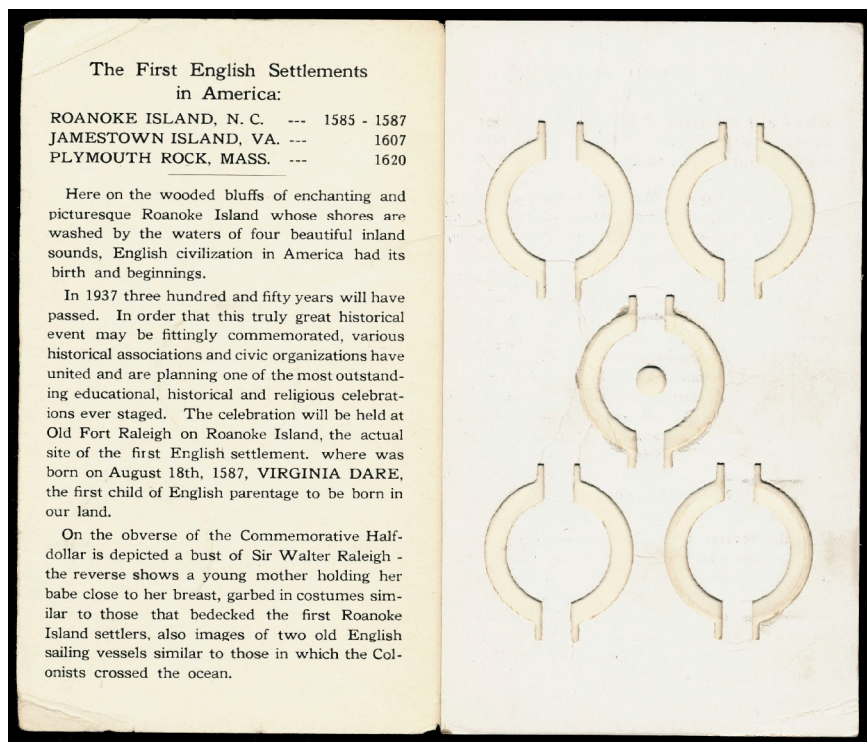 The First English Settlements
in America:
ROANOKE ISLAND, N. C. --- 1585 - 1587
JAMESTOWN ISLAND, VA. --- 1607
PLYMOUTH ROCK, MASS. --- 1620
Here on the wooded bluffs of enchanting and
picturesque Roanoke Island whose shores are
washed by the waters of four beautiful inland
sounds, English civilization in America had its
birth and beginnings.
In 1937 three hundred and fifty years will have
passed. In order that this truly great historical
event may be fittingly commemorated, various
historical associations and civic organizations have
united and are planning one of the most outstand-
ing educational, historical and religious celebrat-
ions ever staged. The celebration will be held at
Old Fort Raleigh on Roanoke Island, the actual
site of the first English settlement. where was
born on August 18th, 1587, VIRGINIA DARE,
the first child of English parentage to be born in
our land.
On the obverse of the Commemorative Half-
dollar is depicted a bust of Sir Walter Raleigh -
the reverse shows a young mother holding her
babe close to her breast, garbed in costumes sim-
ilar to those that bedecked the first Roanoke
Island settlers, also images of two old English
sailing vessels similar to those in which the Col-
onists crossed the ocean.